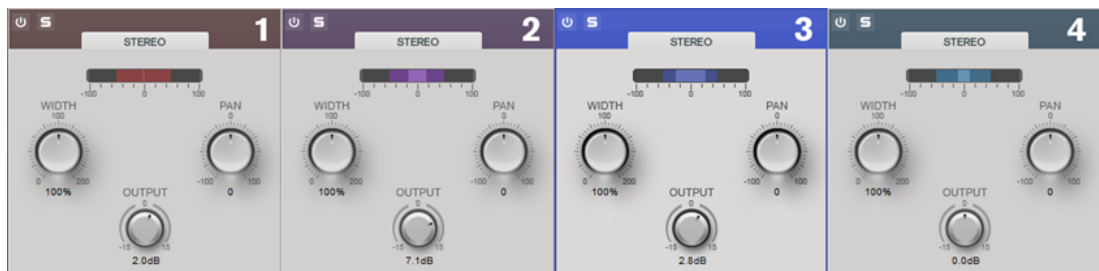 S 1 S 2 S 3 S 4
STEREO STEREO STEREO STEREO
-100 0 100 -100 0 100 -100 0 100 -100 0 100
WIDTH PAN WIDTH PAN WIDTH PAN WIDTH PAN
100 0 100 0 100 0 100 0
0 200 -100 100 0 200 -100 100 0 200 -100 100 0 200 -100 100
100% 0 100% 0 100% 0 100% 0
OUTPUT OUTPUT OUTPUT OUTPUT
0 0 0 0
-15 15 -15 15 -15 15 -15 15
2.0dB 7.1dB 2.8dB 0.0dB